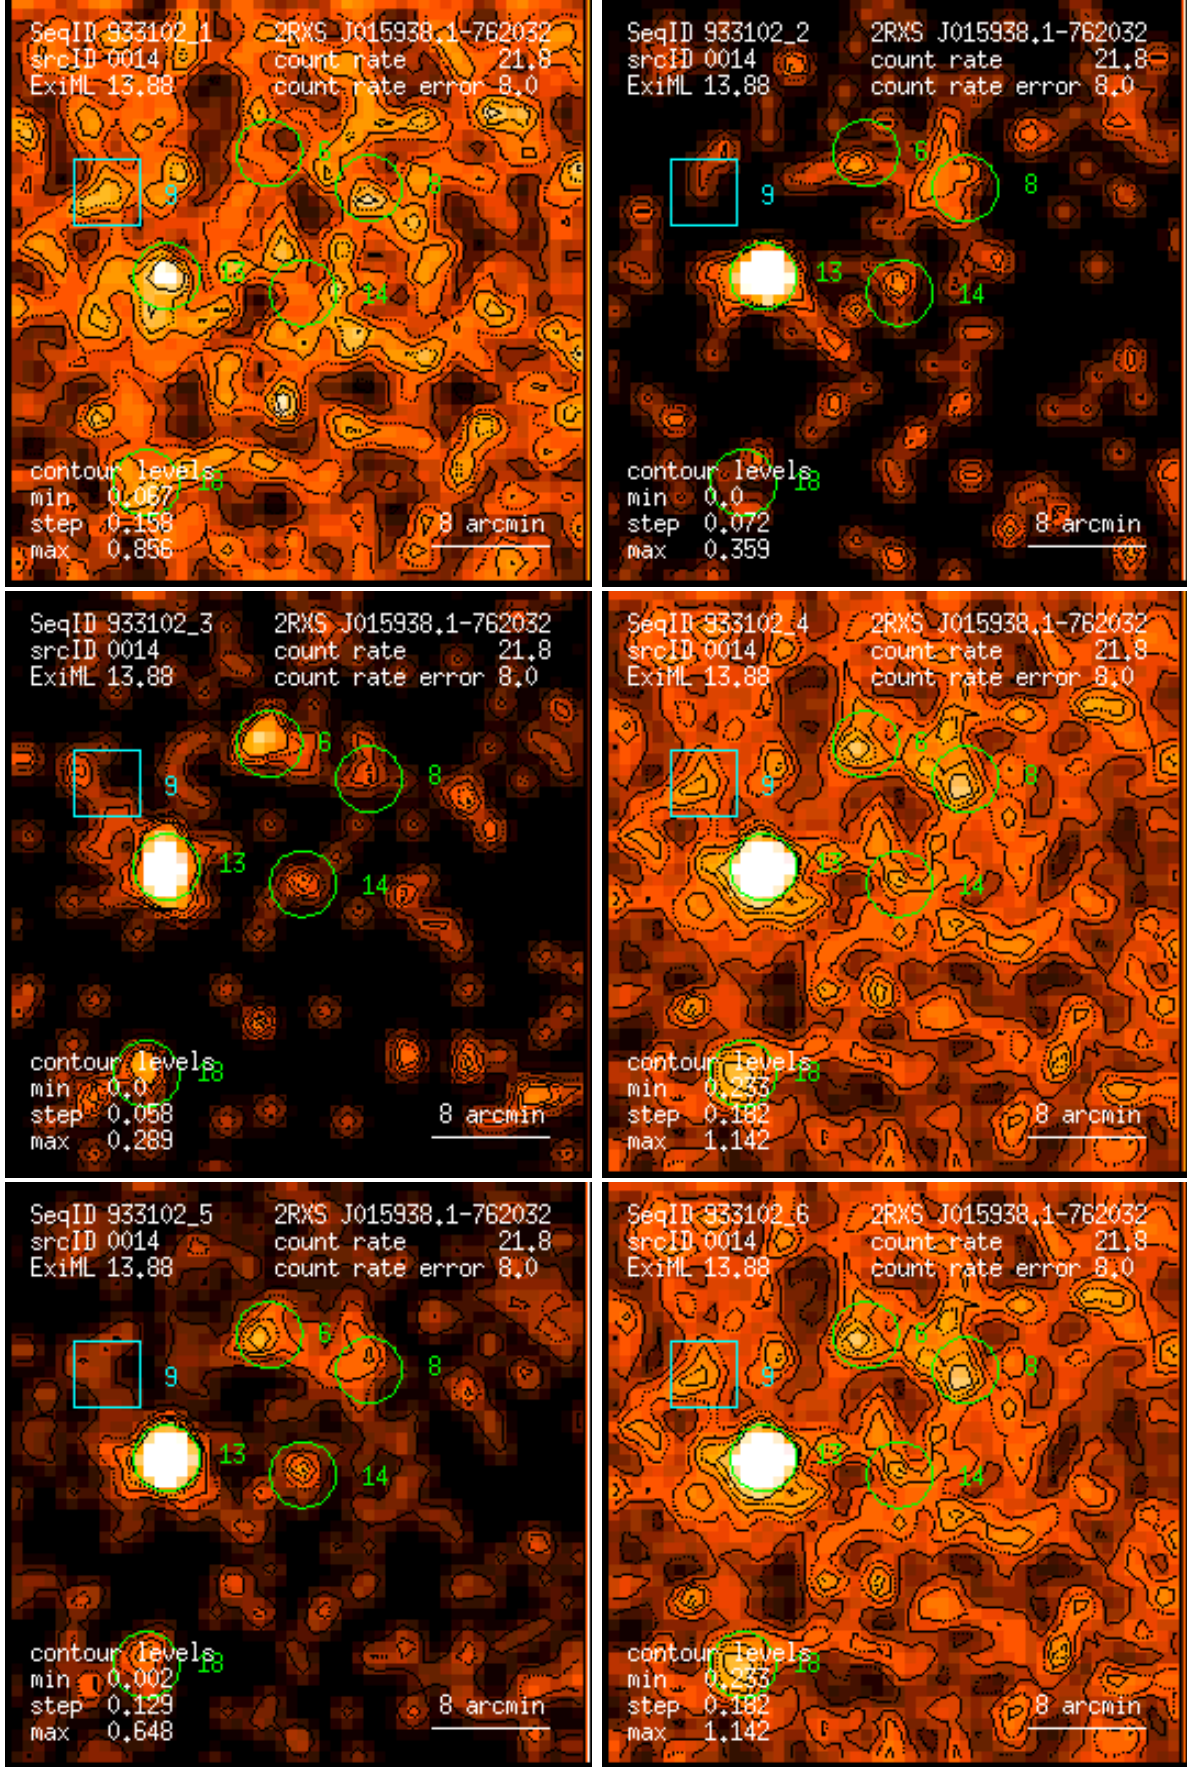 SeqID 933102_1 2RXS J015938.1-762032
srcID 0014 count rate 21.8
ExiML 13.88 count rate error 8.0
6
8
9
13
14
contour levels
18
min 0.067
step 0.158
max 0.856
8 arcmin
SeqID 933102_2 2RXS J015938.1-762032
srcID 0014 count rate 21.8
ExiML 13.88 count rate error 8.0
6
8
9
13
14
contour levels
18
min 0.0
step 0.072
max 0.359
8 arcmin
SeqID 933102_3 2RXS J015938.1-762032
srcID 0014 count rate 21.8
ExiML 13.88 count rate error 8.0
6
8
9
13
14
contour levels
18
min 0.0
step 0.058
max 0.289
8 arcmin
SeqID 933102_4 2RXS J015938.1-762032
srcID 0014 count rate 21.8
ExiML 13.88 count rate error 8.0
6
8
9
13
14
contour levels
18
min 0.233
step 0.182
max 1.142
8 arcmin
SeqID 933102_5 2RXS J015938.1-762032
srcID 0014 count rate 21.8
ExiML 13.88 count rate error 8.0
6
8
9
13
14
contour levels
18
min 0.002
step 0.129
max 0.648
8 arcmin
SeqID 933102_6 2RXS J015938.1-762032
srcID 0014 count rate 21.8
ExiML 13.88 count rate error 8.0
6
8
9
13
14
contour levels
18
min 0.233
step 0.182
max 1.142
8 arcmin